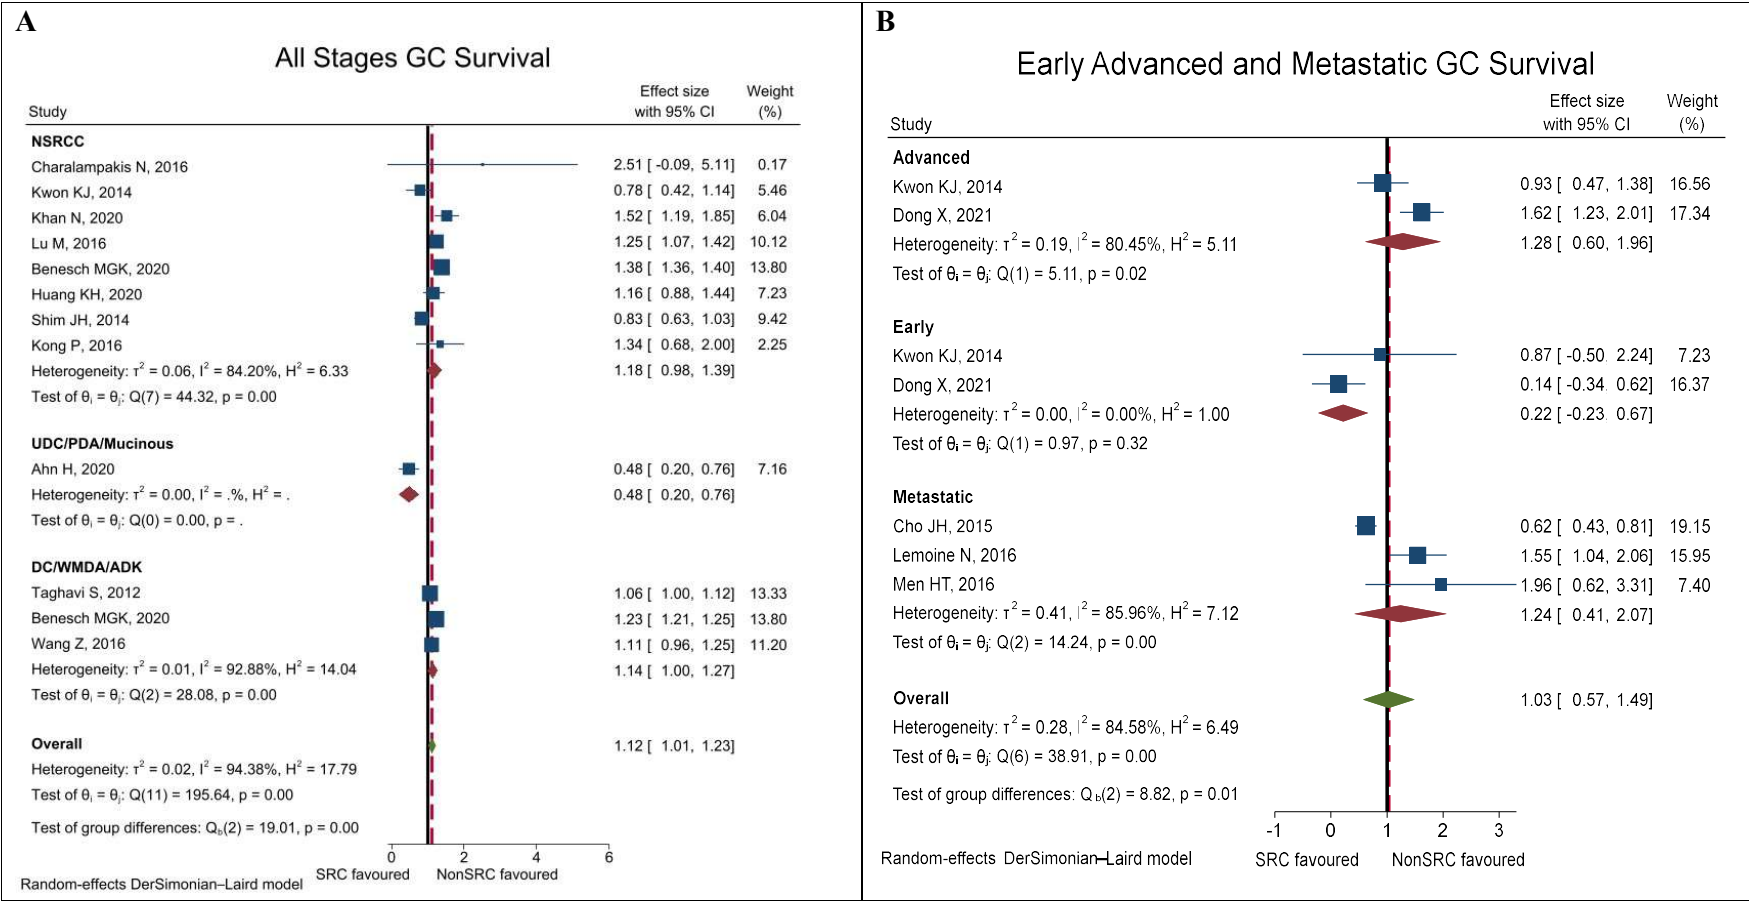 A
All Stages GC Survival
Effect size Weight
Study with 95% CI (%)
NSRCC
Charalampakis N, 2016 2.51 [ -0.09, 5.11] 0.17
Kwon KJ, 2014 0.78 [ 0.42, 1.14] 5.46
Khan N, 2020 1.52 [ 1.19, 1.85] 6.04
Lu M, 2016 1.25 [ 1.07, 1.42] 10.12
Benesch MGK, 2020 1.38 [ 1.36, 1.40] 13.80
Huang KH, 2020 1.16 [ 0.88, 1.44] 7.23
Shim JH, 2014 0.83 [ 0.63, 1.03] 9.42
Kong P, 2016 1.34 [ 0.68, 2.00] 2.25
Heterogeneity: τ² = 0.06, I² = 84.20%, H² = 6.33 1.18 [ 0.98, 1.39]
Test of θᵢ = θⱼ: Q(7) = 44.32, p = 0.00
UDC/PDA/Mucinous
Ahn H, 2020 0.48 [ 0.20, 0.76] 7.16
Heterogeneity: τ² = 0.00, I² = .%, H² = . 0.48 [ 0.20, 0.76]
Test of θᵢ = θⱼ: Q(0) = 0.00, p = .
DC/WMDA/ADK
Taghavi S, 2012 1.06 [ 1.00, 1.12] 13.33
Benesch MGK, 2020 1.23 [ 1.21, 1.25] 13.80
Wang Z, 2016 1.11 [ 0.96, 1.25] 11.20
Heterogeneity: τ² = 0.01, I² = 92.88%, H² = 14.04 1.14 [ 1.00, 1.27]
Test of θᵢ = θⱼ: Q(2) = 28.08, p = 0.00
Overall 1.12 [ 1.01, 1.23]
Heterogeneity: τ² = 0.02, I² = 94.38%, H² = 17.79
Test of θᵢ = θⱼ: Q(11) = 195.64, p = 0.00
Test of group differences: Q_b(2) = 19.01, p = 0.00
0 2 4 6
SRC favoured NonSRC favoured
Random-effects DerSimonian–Laird model
B
Early Advanced and Metastatic GC Survival
Effect size Weight
Study with 95% CI (%)
Advanced
Kwon KJ, 2014 0.93 [ 0.47, 1.38] 16.56
Dong X, 2021 1.62 [ 1.23, 2.01] 17.34
Heterogeneity: τ² = 0.19, I² = 80.45%, H² = 5.11 1.28 [ 0.60, 1.96]
Test of θᵢ = θⱼ: Q(1) = 5.11, p = 0.02
Early
Kwon KJ, 2014 0.87 [ -0.50, 2.24] 7.23
Dong X, 2021 0.14 [ -0.34, 0.62] 16.37
Heterogeneity: τ² = 0.00, I² = 0.00%, H² = 1.00 0.22 [ -0.23, 0.67]
Test of θᵢ = θⱼ: Q(1) = 0.97, p = 0.32
Metastatic
Cho JH, 2015 0.62 [ 0.43, 0.81] 19.15
Lemoine N, 2016 1.55 [ 1.04, 2.06] 15.95
Men HT, 2016 1.96 [ 0.62, 3.31] 7.40
Heterogeneity: τ² = 0.41, I² = 85.96%, H² = 7.12 1.24 [ 0.41, 2.07]
Test of θᵢ = θⱼ: Q(2) = 14.24, p = 0.00
Overall 1.03 [ 0.57, 1.49]
Heterogeneity: τ² = 0.28, I² = 84.58%, H² = 6.49
Test of θᵢ = θⱼ: Q(6) = 38.91, p = 0.00
Test of group differences: Q_b(2) = 8.82, p = 0.01
-1 0 1 2 3
SRC favoured NonSRC favoured
Random-effects DerSimonian–Laird model